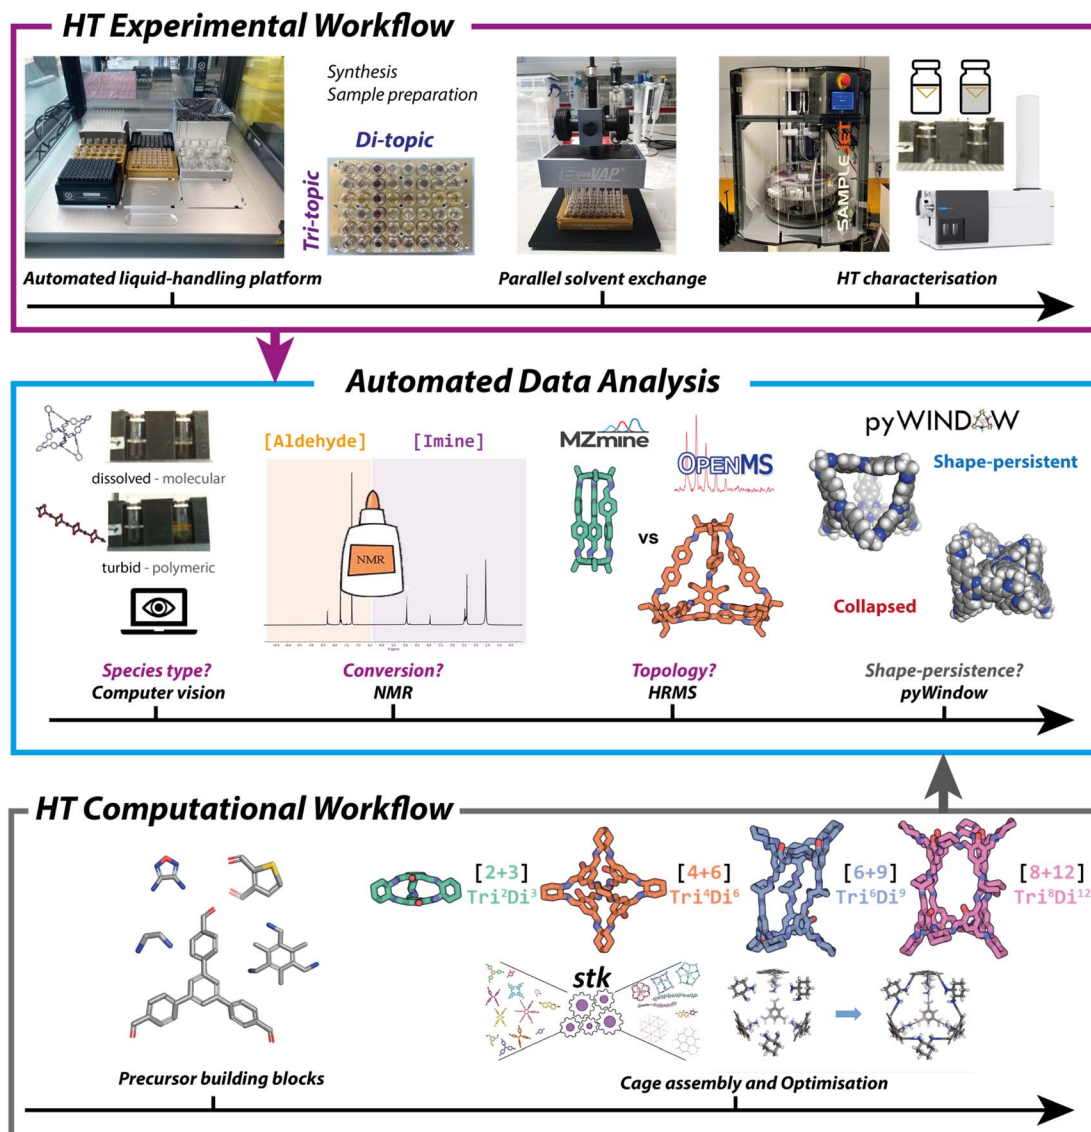 HT Experimental Workflow
Synthesis
Sample preparation
Di-topic
Tri-topic
EquaVAP®
SAMPLEJET
Automated liquid-handling platform
Parallel solvent exchange
HT characterisation
Automated Data Analysis
dissolved - molecular
turbid - polymeric
[Aldehyde]
[Imine]
NMR
MZmine
OPENMS
vs
pyWINDOW
Shape-persistent
Collapsed
Species type?
Computer vision
Conversion?
NMR
Topology?
HRMS
Shape-persistence?
pyWindow
HT Computational Workflow
[2+3]
Tri²Di³
[4+6]
Tri⁴Di⁶
[6+9]
Tri⁶Di⁹
[8+12]
Tri⁸Di¹²
stk
Precursor building blocks
Cage assembly and Optimisation